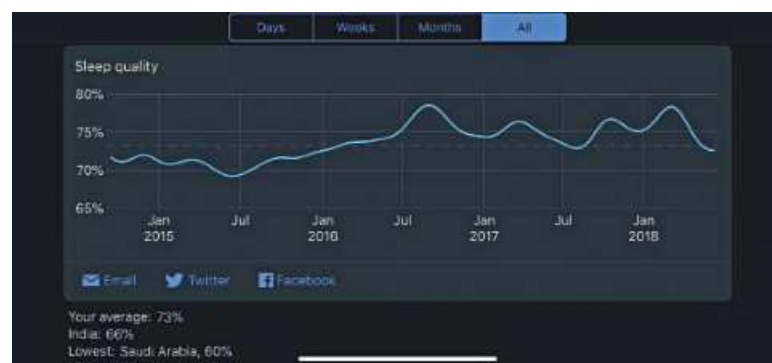 Days Weeks Months All
Sleep quality
80%
75%
70%
65%
Jan Jul Jan Jul Jan Jul Jan
2015 2016 2017 2018
Email Twitter Facebook
Your average: 73%
India: 66%
Lowest: Saudi Arabia, 60%